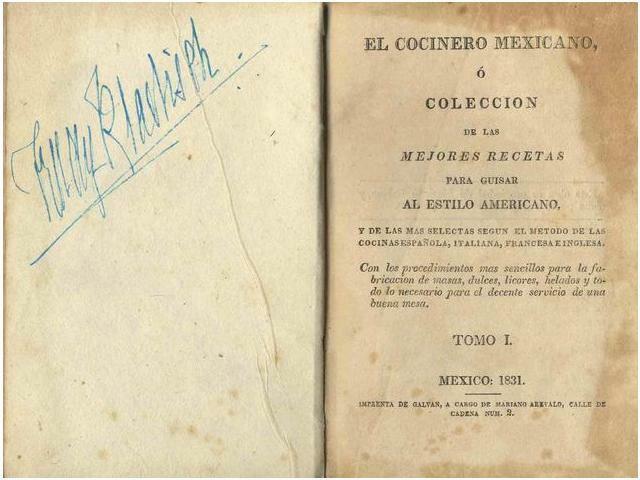 EL COCINERO MEXICANO,
ó
COLECCION
DE LAS
MEJORES RECETAS
PARA GUISAR
AL ESTILO AMERICANO,
Y DE LAS MAS SELECTAS SEGUN EL METODO DE LAS
COCINAS ESPAÑOLA, ITALIANA, FRANCESA E INGLESA.
Con los procedimientos mas sencillos para la fa-
bricacion de masas, dulces, licores, helados y to-
do lo necesario para el decente servicio de una
buena mesa.
TOMO I.
MEXICO: 1831.
IMPRENTA DE GALVAN, A CARGO DE MARIANO AREVALO, CALLE DE
CADENA NUM. 2.